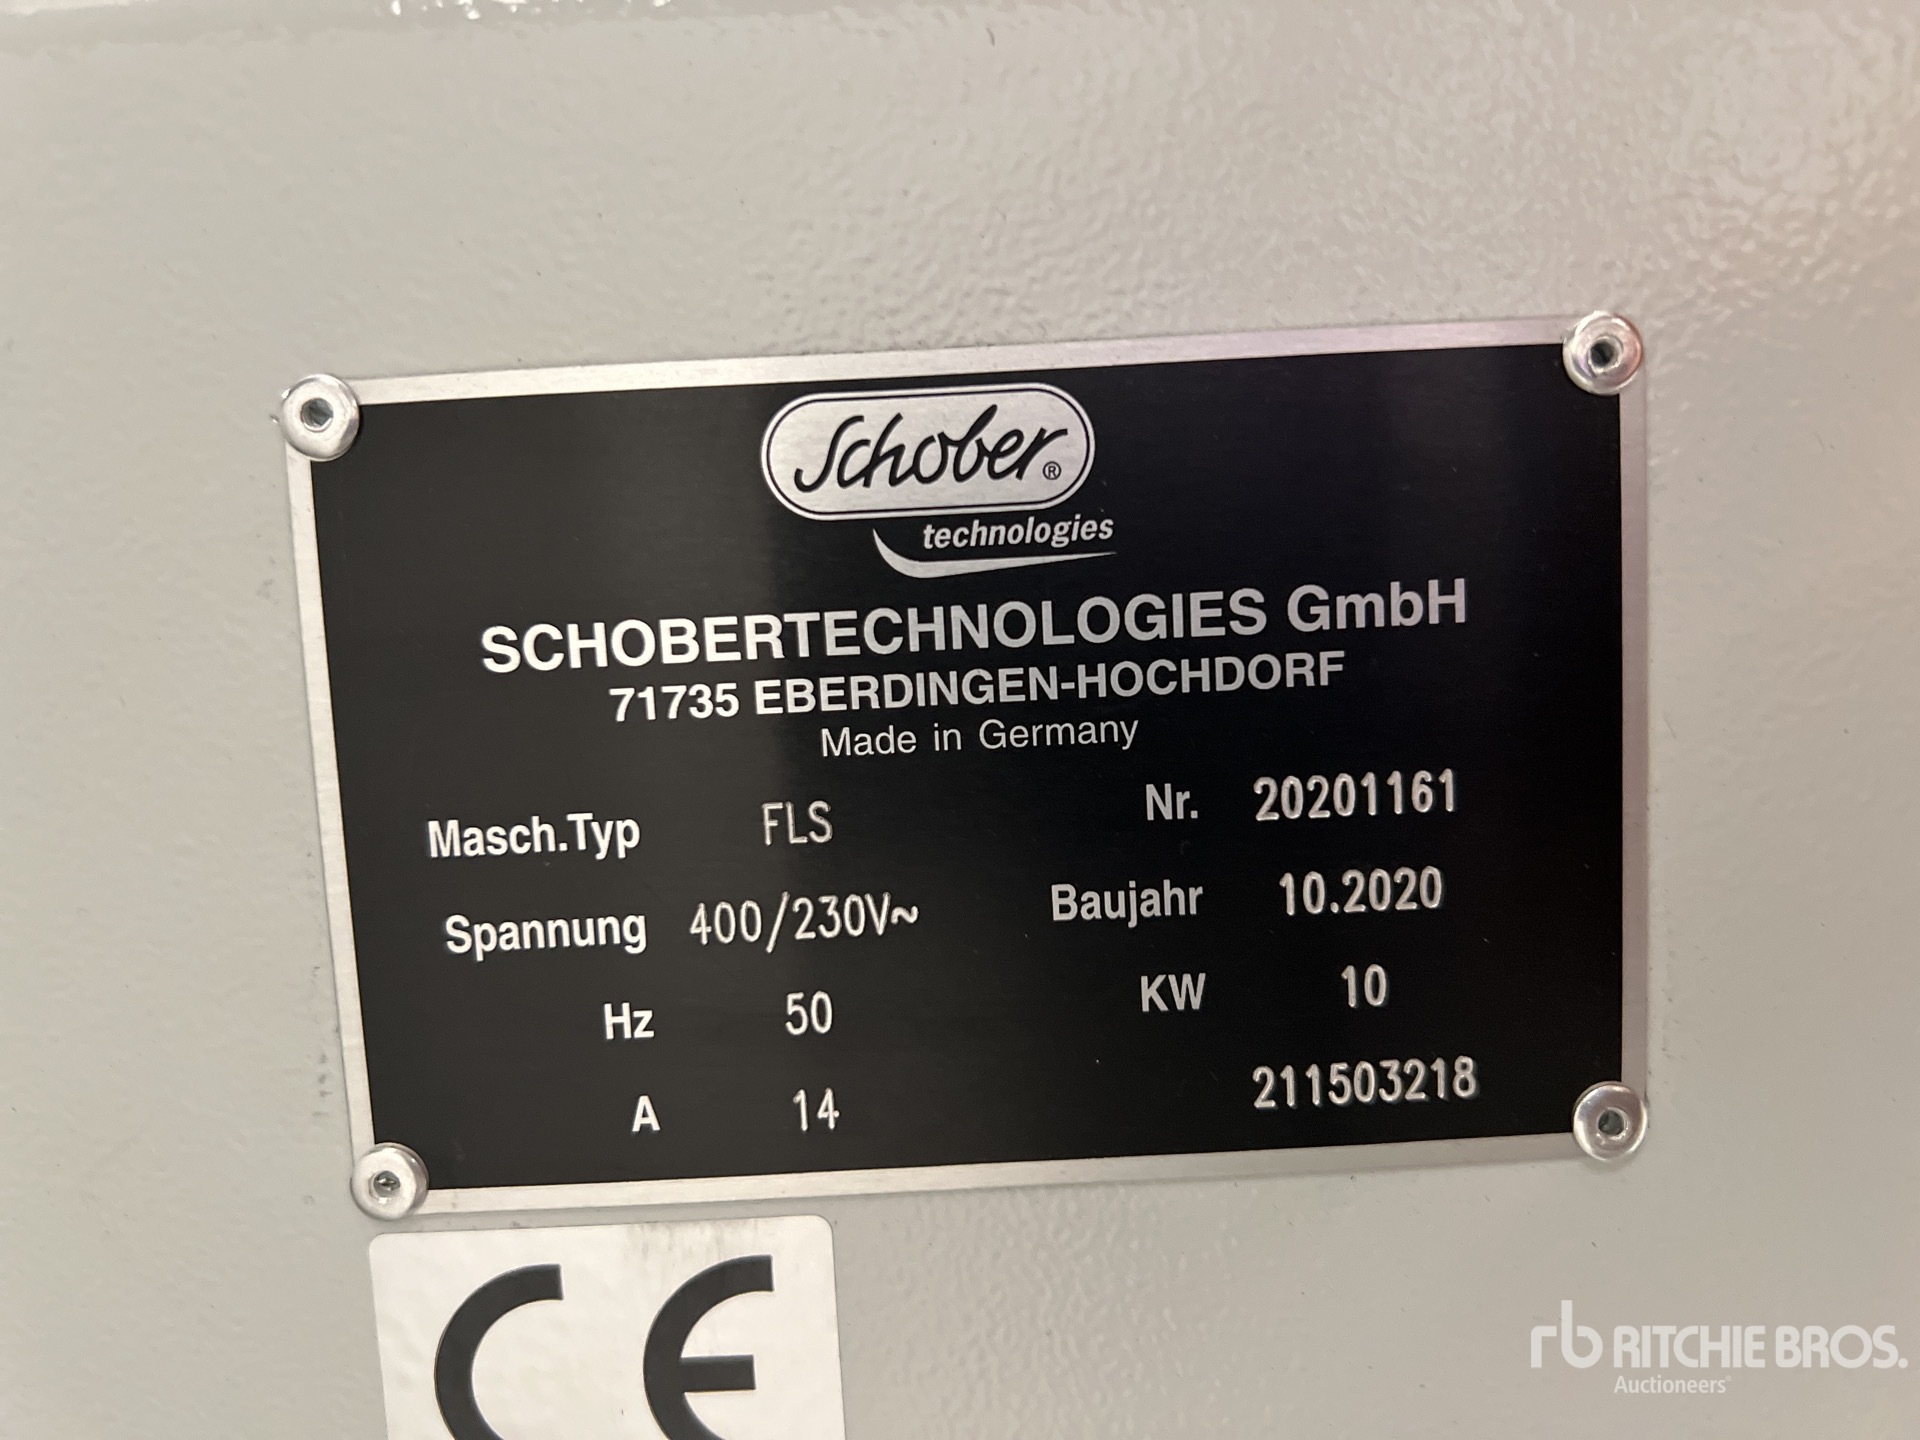 Schober®
technologies
SCHOBERTECHNOLOGIES GmbH
71735 EBERDINGEN-HOCHDORF
Made in Germany
Masch.Typ FLS Nr. 20201161
Spannung 400/230V~ Baujahr 10.2020
Hz 50 KW 10
A 14 211503218
CE
rb RITCHIE BROS.
Auctioneers